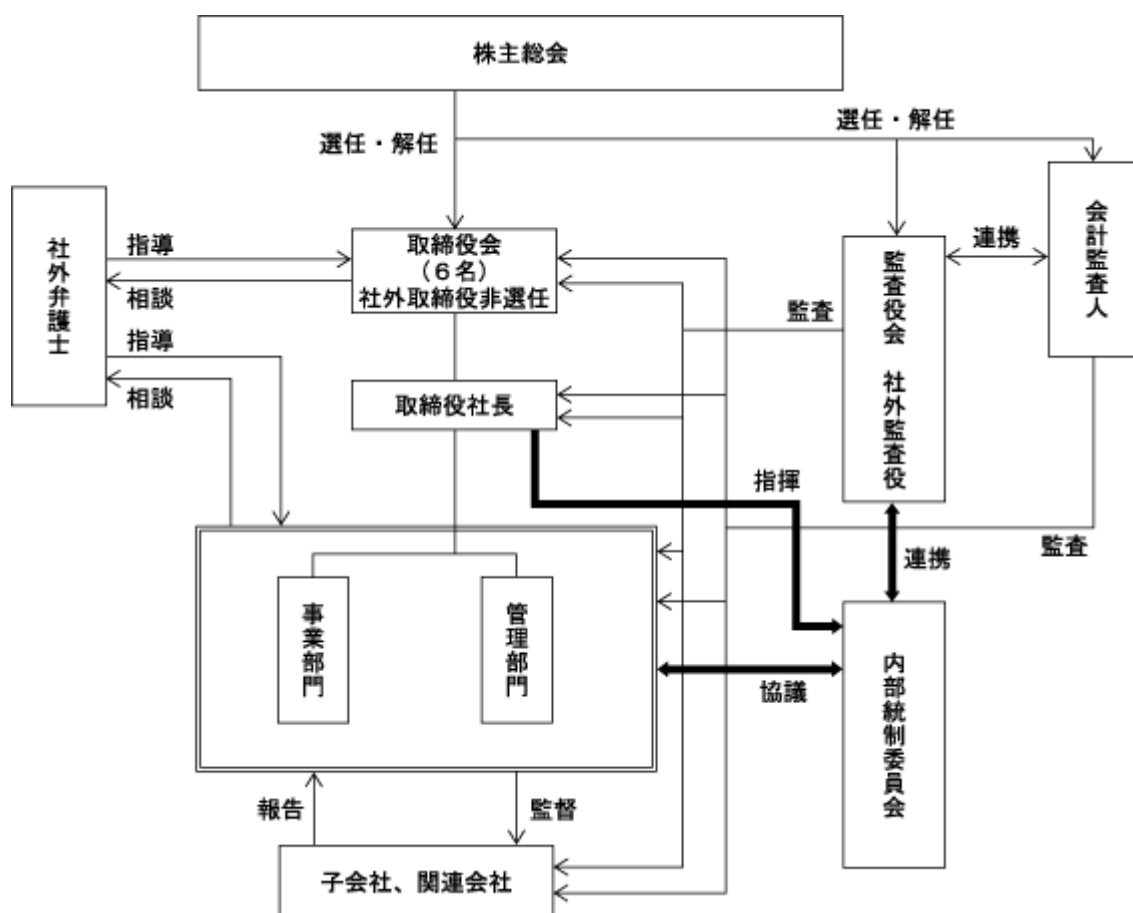 株主総会
選任・解任
選任・解任
社外弁護士
指導
相談
指導
相談
取締役会
（６名）
社外取締役非選任
取締役社長
監査役会　社外監査役
連携
会計監査人
監査
指揮
監査
連携
事業部門
管理部門
協議
内部統制委員会
報告
監督
子会社、関連会社